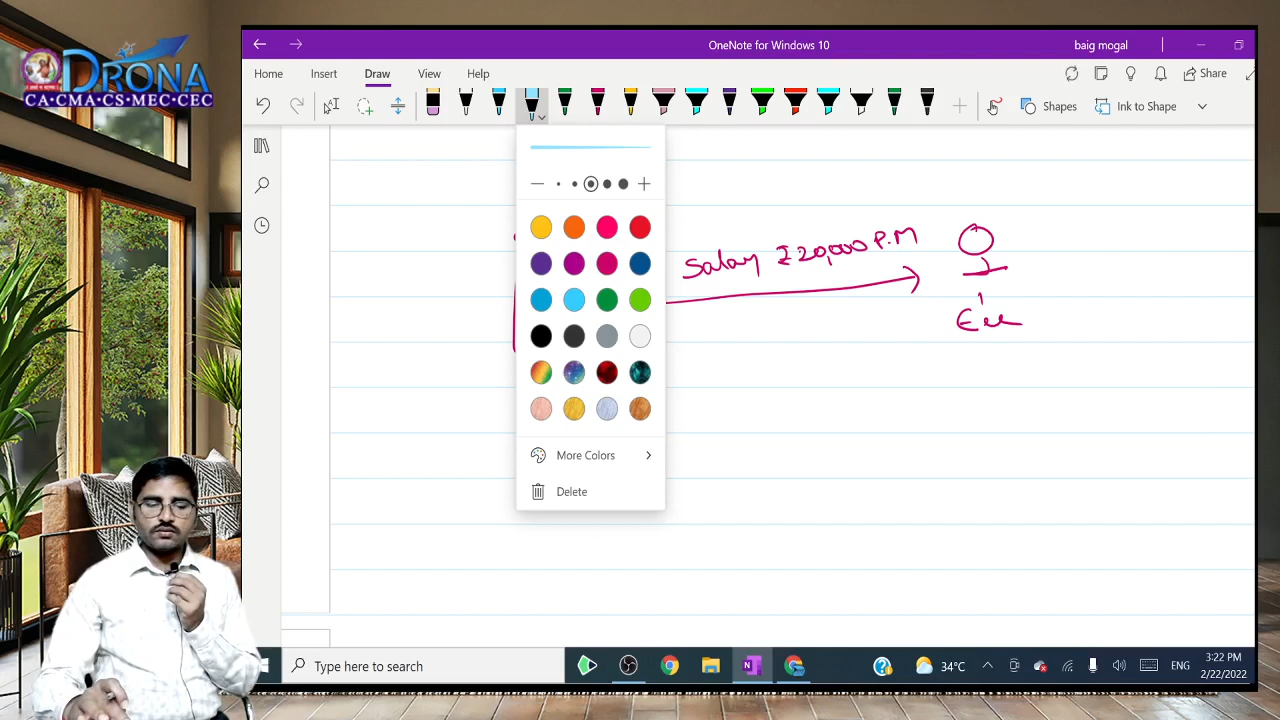 DRONA
CA•CMA•CS•MEC•CEC
OneNote for Windows 10
baig mogal
Home
Insert
Draw
View
Help
Share
Shapes
Ink to Shape
Salary ₹20,000 P.M
More Colors
Delete
Type here to search
34°C
ENG
3:22 PM
2/22/2022